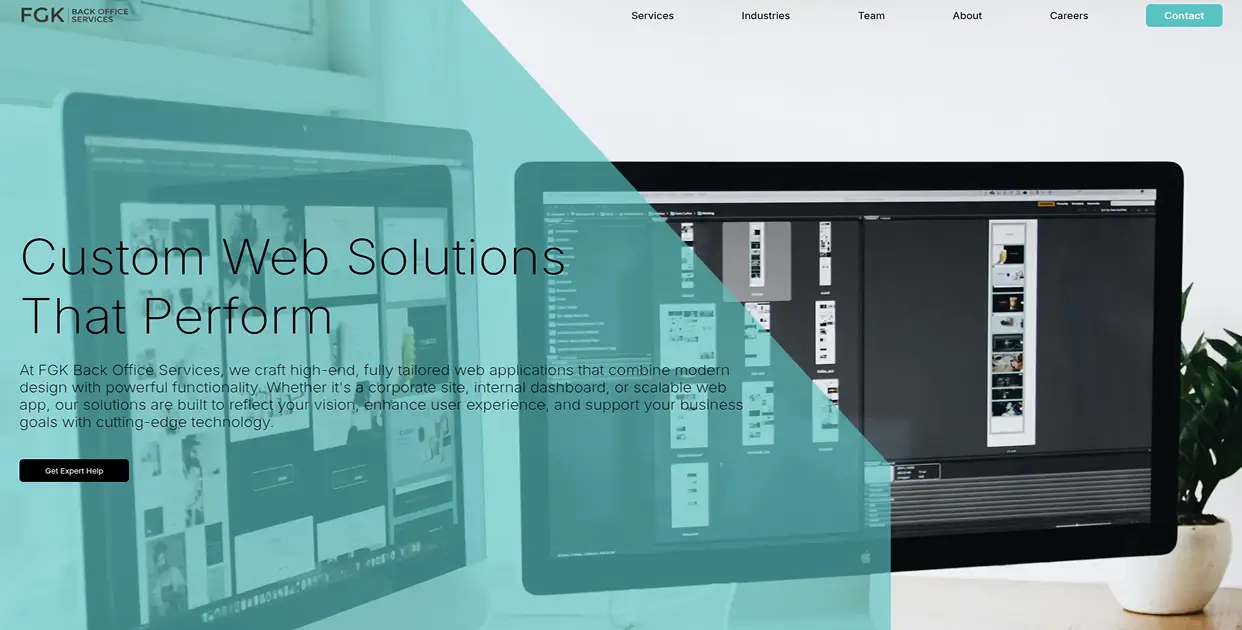 FGK BACK OFFICE
SERVICES
Services Industries Team About Careers Contact
Custom Web Solutions
That Perform
At FGK Back Office Services, we craft high-end, fully tailored web applications that combine modern
design with powerful functionality. Whether it's a corporate site, internal dashboard, or scalable web
app, our solutions are built to reflect your vision, enhance user experience, and support your business
goals with cutting-edge technology.
Get Expert Help